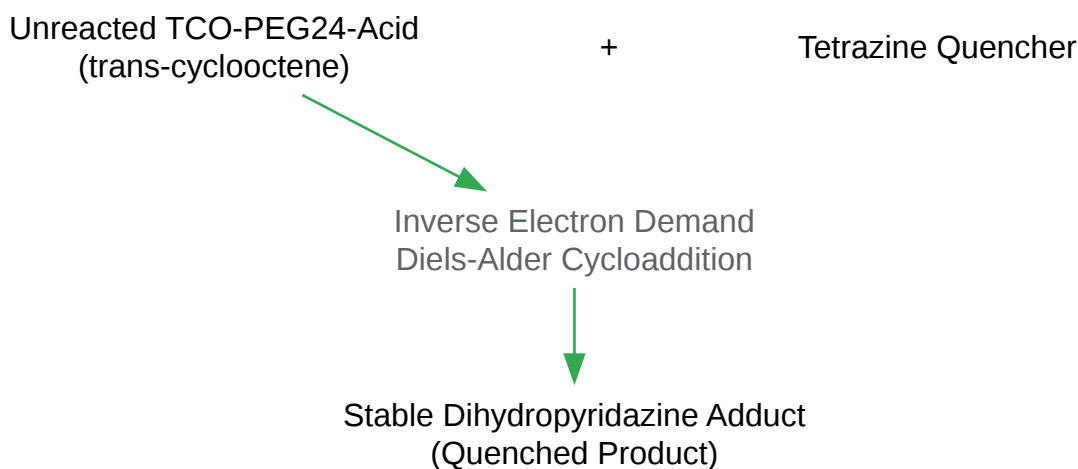 Unreacted TCO-PEG24-Acid + Tetrazine Quencher
(trans-cyclooctene)
Inverse Electron Demand
Diels-Alder Cycloaddition
Stable Dihydropyridazine Adduct
(Quenched Product)